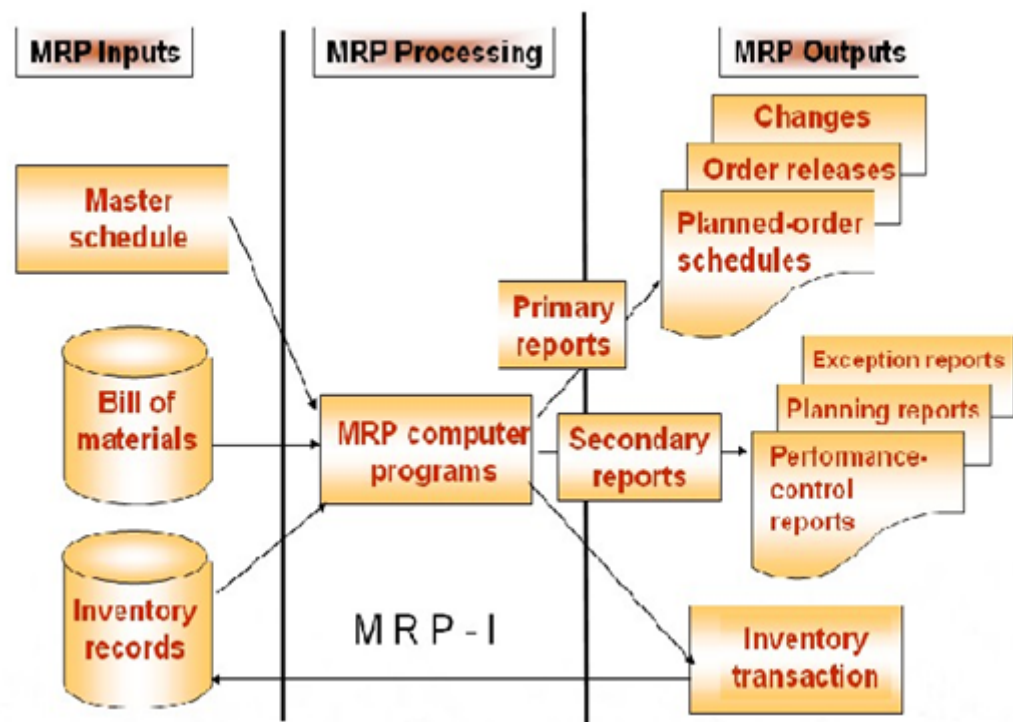 MRP Inputs
MRP Processing
MRP Outputs
Changes
Order releases
Planned-order
schedules
Master
schedule
Primary
reports
Exception reports
Planning reports
Performance-
control
reports
Bill of
materials
MRP computer
programs
Secondary
reports
Inventory
records
MRP-I
Inventory
transaction